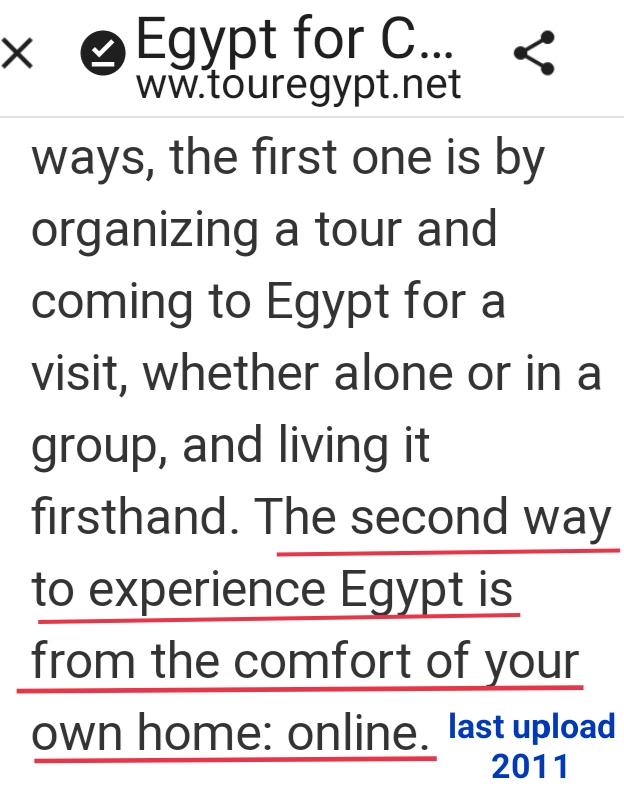 Egypt for C...
ww.touregypt.net
ways, the first one is by
organizing a tour and
coming to Egypt for a
visit, whether alone or in a
group, and living it
firsthand. The second way
to experience Egypt is
from the comfort of your
own home: online.
last upload
2011